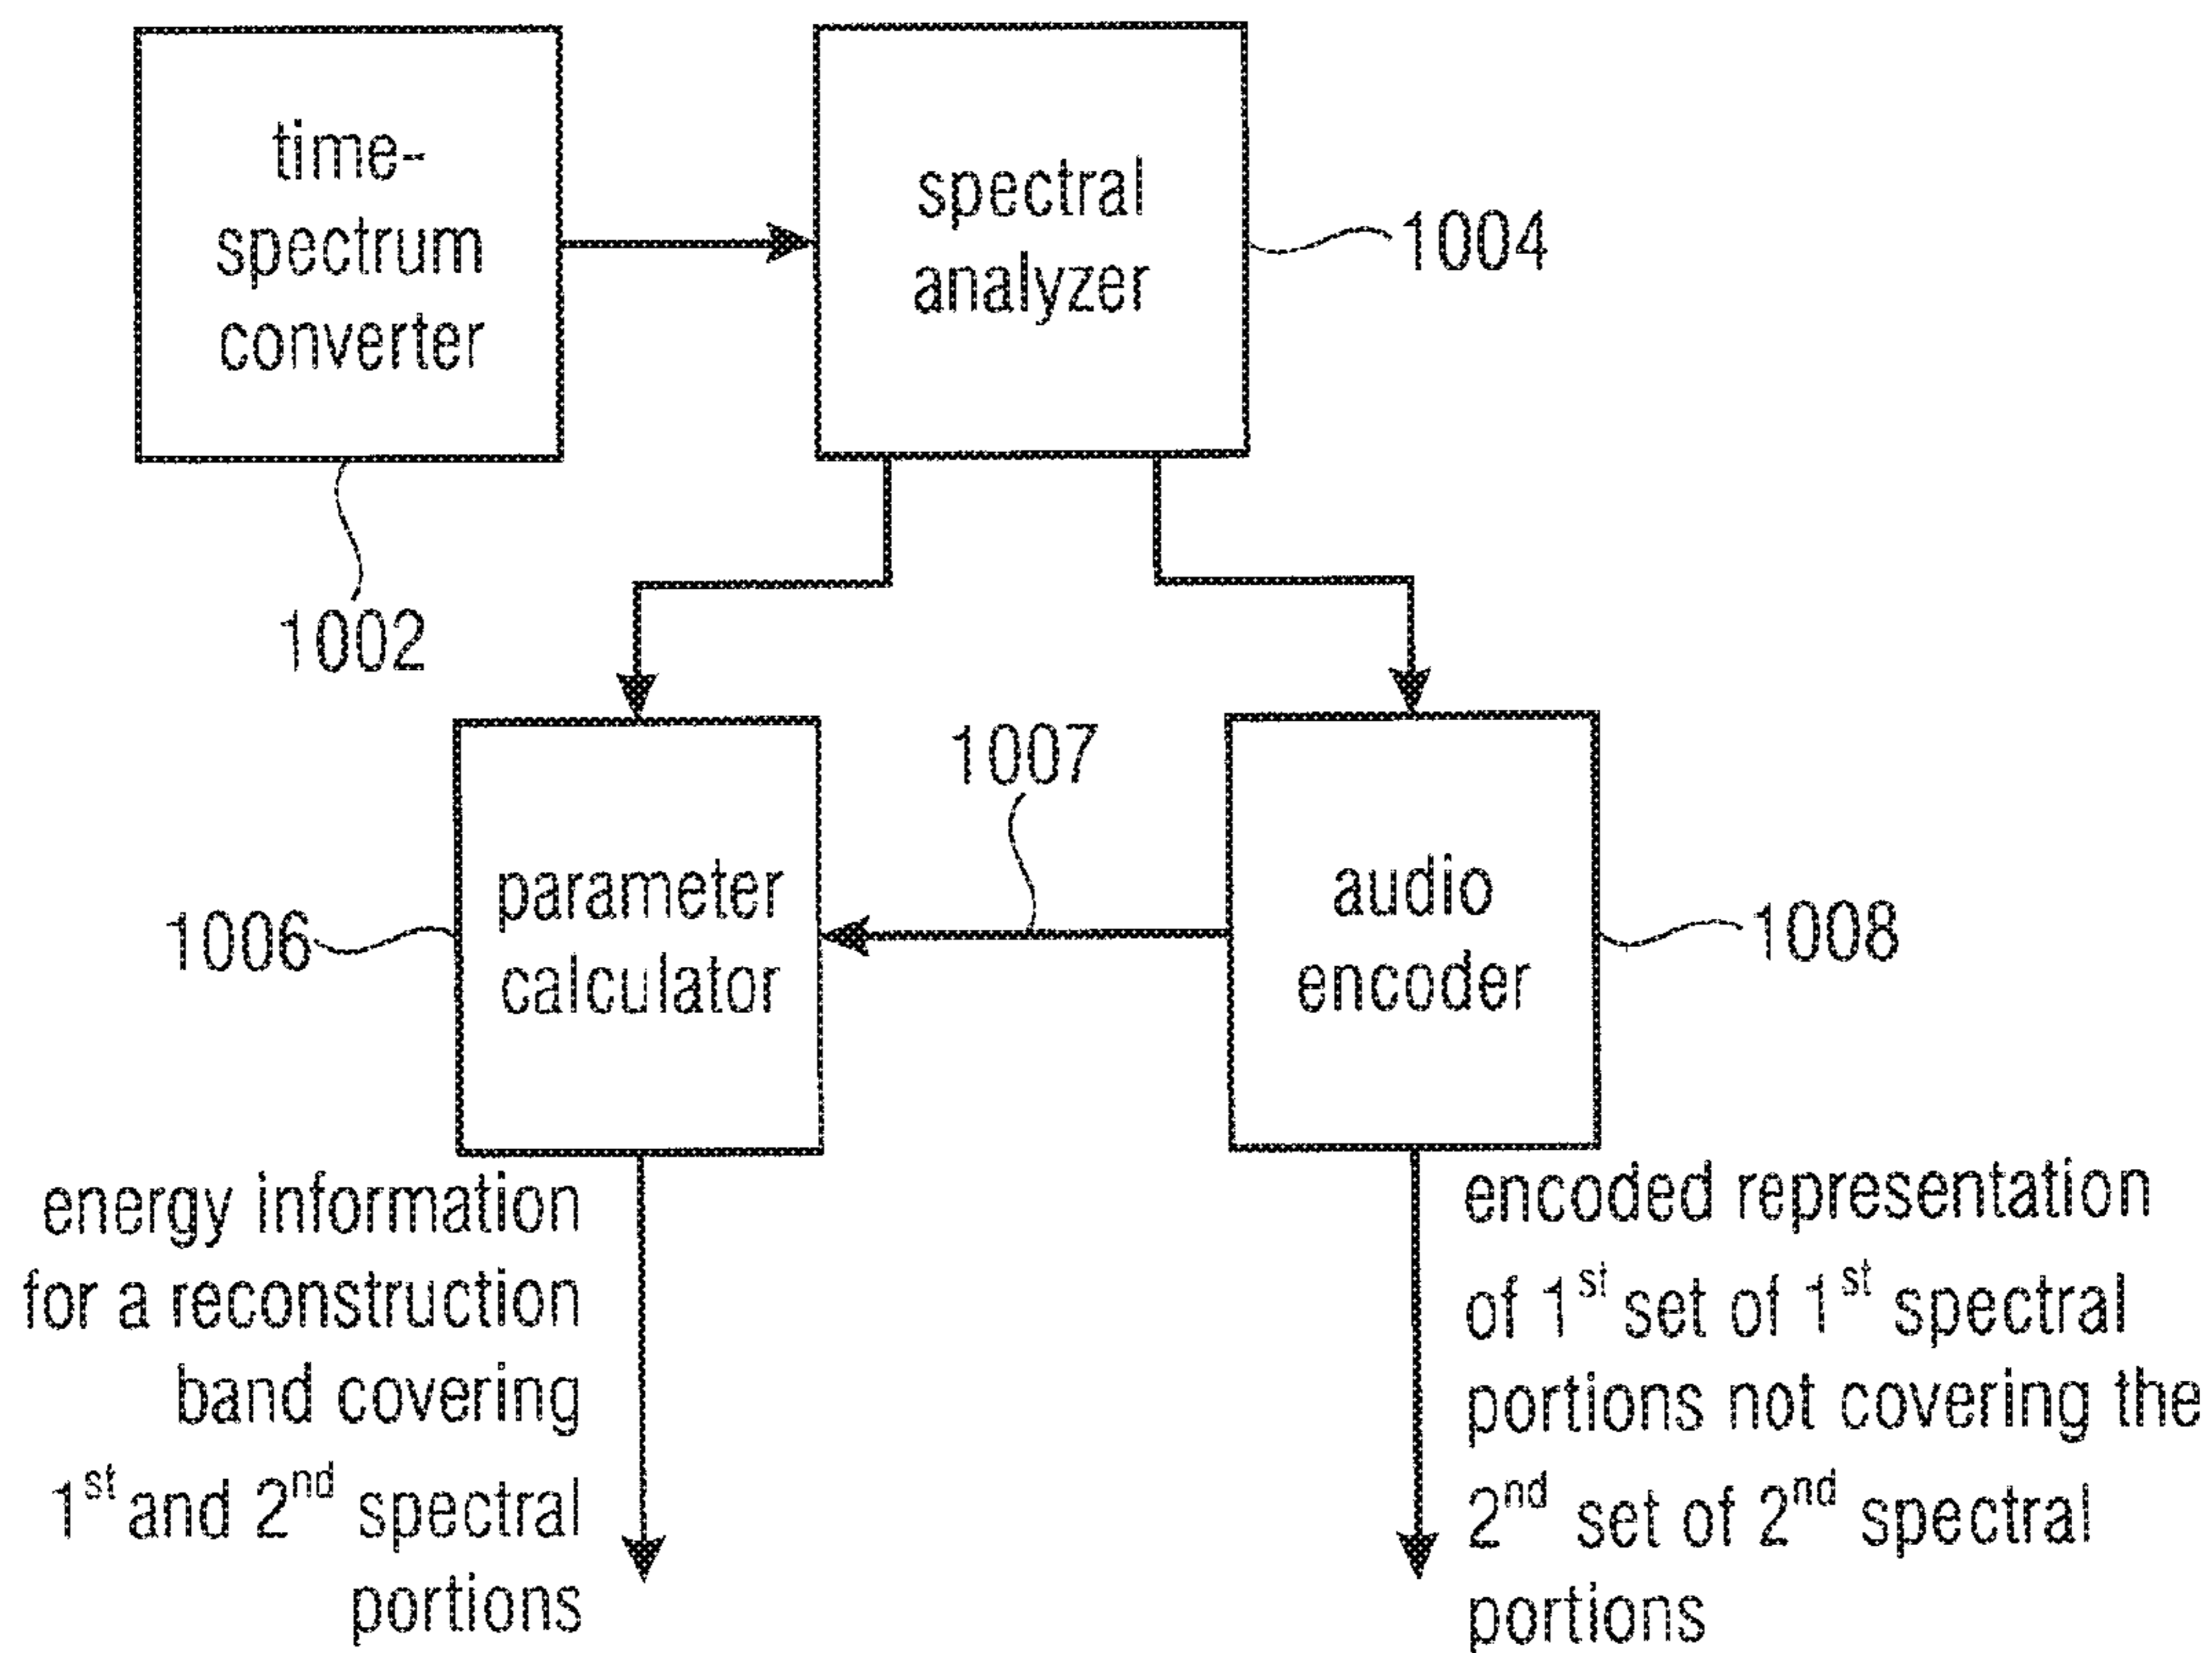 time-
spectrum
converter
spectral
analyzer
1004
1002
1007
parameter
calculator
1006
audio
encoder
1008
energy information
for a reconstruction
band covering
1st and 2nd spectral
portions
encoded representation
of 1st set of 1st spectral
portions not covering the
2nd set of 2nd spectral
portions